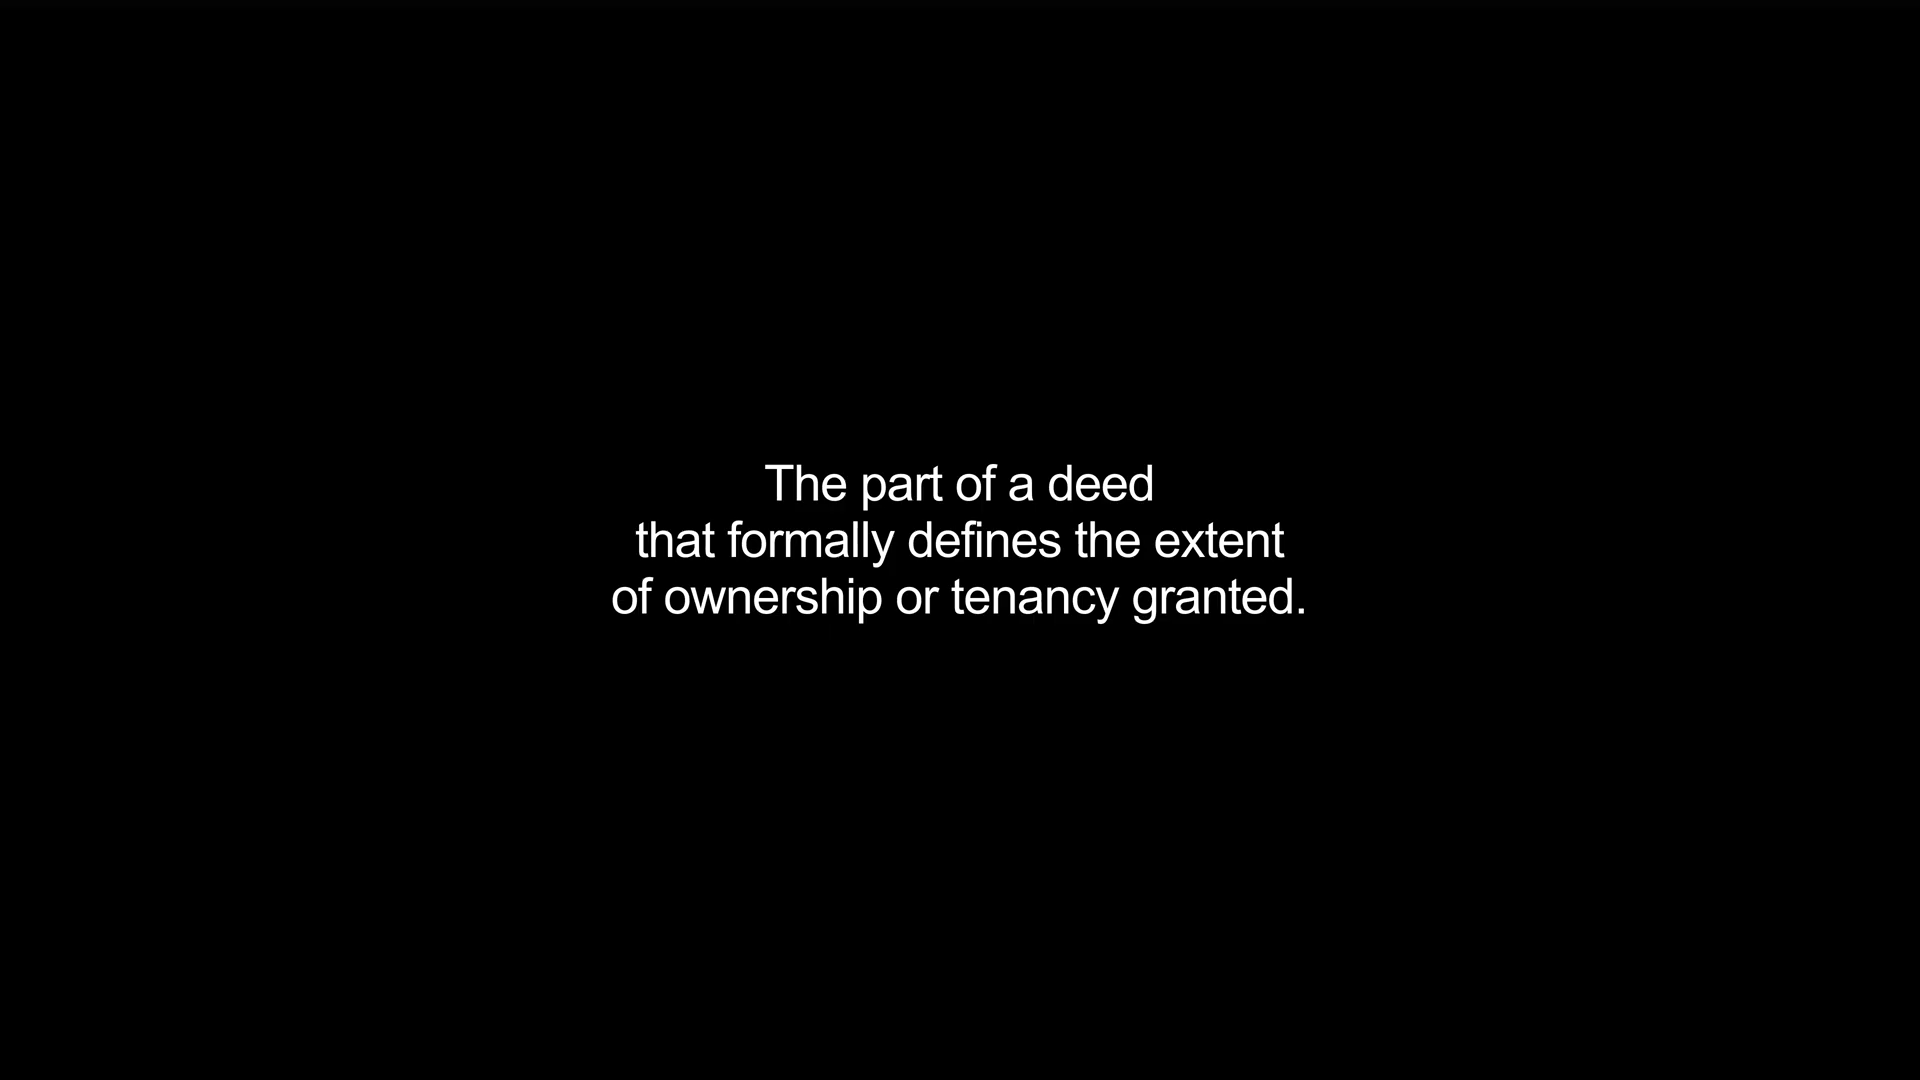 The part of a deed
that formally defines the extent
of ownership or tenancy granted.